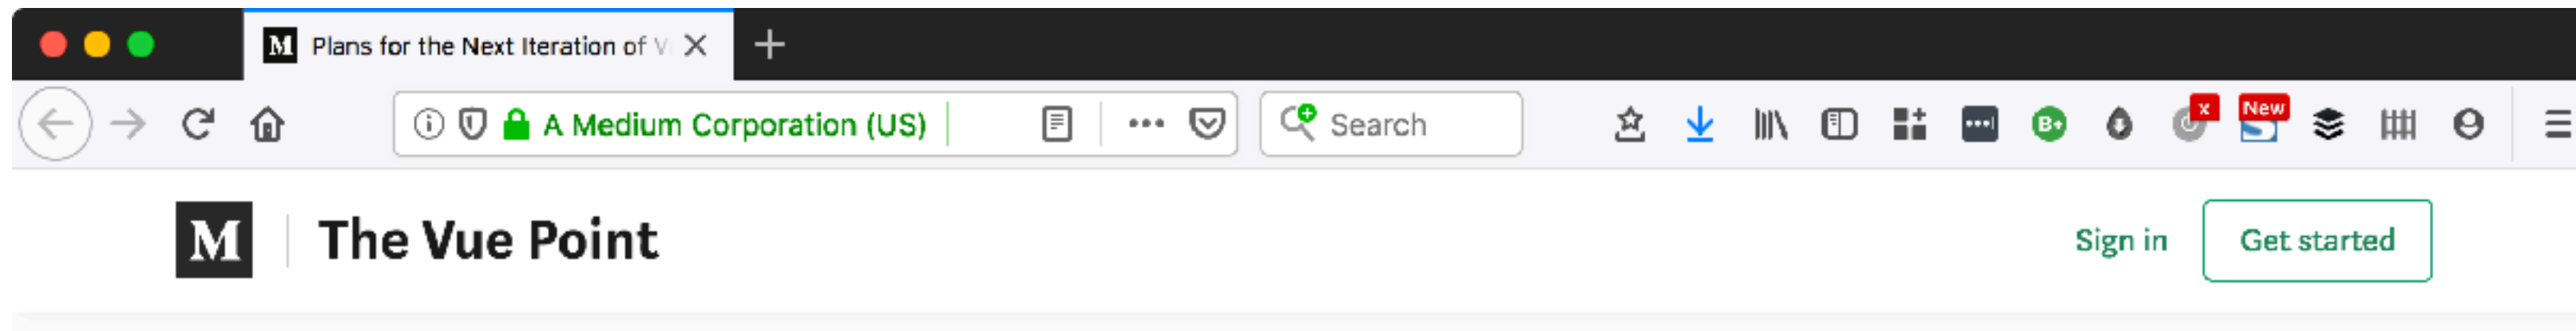 M Plans for the Next Iteration of V
A Medium Corporation (US)
Search
B+
x
New
S
M The Vue Point
Sign in
Get started